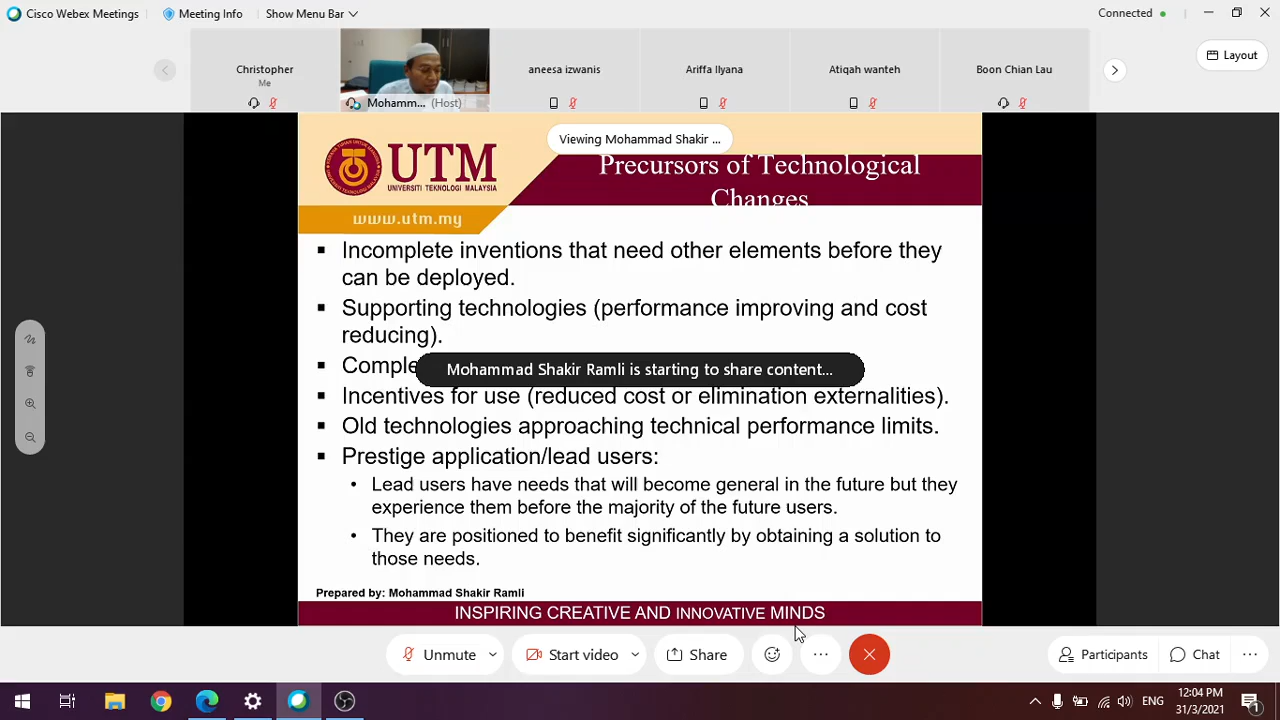 Cisco Webex Meetings
Meeting Info
Show Menu Bar
Connected
Christopher
Me
Mohamm... (Host)
aneesa izwanis
Ariffa Ilyana
Atiqah wanteh
Boon Chian Lau
Layout
Viewing Mohammad Shakir ...
UTM
UNIVERSITI TEKNOLOGI MALAYSIA
www.utm.my
Precursors of Technological
Changes
▪ Incomplete inventions that need other elements before they
can be deployed.
▪ Supporting technologies (performance improving and cost
reducing).
▪ Comple
Mohammad Shakir Ramli is starting to share content...
▪ Incentives for use (reduced cost or elimination externalities).
▪ Old technologies approaching technical performance limits.
▪ Prestige application/lead users:
• Lead users have needs that will become general in the future but they
experience them before the majority of the future users.
• They are positioned to benefit significantly by obtaining a solution to
those needs.
Prepared by: Mohammad Shakir Ramli
INSPIRING CREATIVE AND INNOVATIVE MINDS
Unmute
Start video
Share
Participants
Chat
ENG
12:04 PM
31/3/2021
1